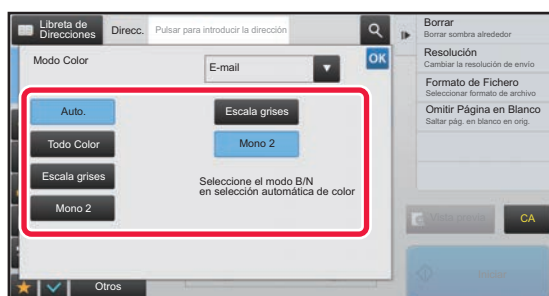 Libreta de
Direcciones
Direcc.
Pulsar para introducir la dirección
Modo Color
E-mail
OK
Auto.
Escala grises
Todo Color
Mono 2
Escala grises
Seleccione el modo B/N
en selección automática de color
Mono 2
Otros
Borrar
Borrar sombra alrededor
Resolución
Cambiar la resolución de envío
Formato de Fichero
Seleccionar formato de archivo
Omitir Página en Blanco
Saltar pág. en blanco en orig.
CA